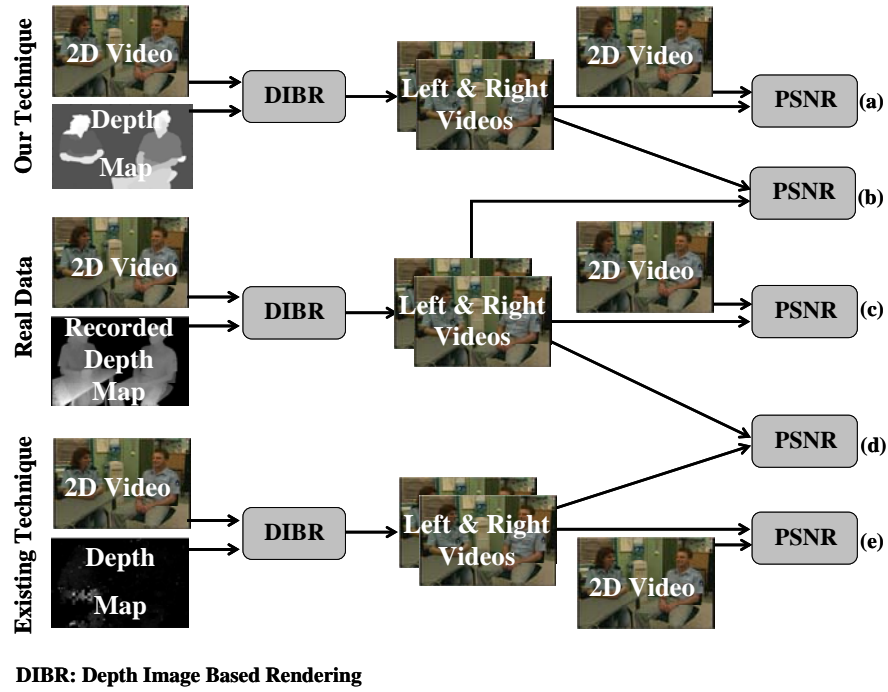 Our Technique
2D Video
Depth
Map
DIBR
Left & Right
Videos
2D Video
PSNR
(a)
PSNR
(b)
Real Data
2D Video
Recorded
Depth
Map
DIBR
Left & Right
Videos
2D Video
PSNR
(c)
PSNR
(d)
Existing Technique
2D Video
Depth
Map
DIBR
Left & Right
Videos
PSNR
(e)
2D Video
DIBR: Depth Image Based Rendering